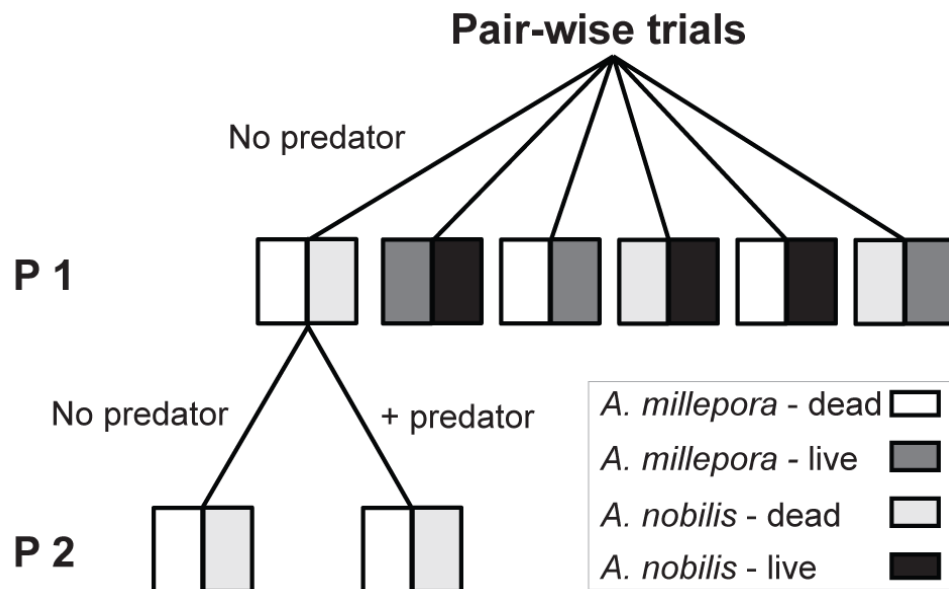 Pair-wise trials
No predator
P 1
No predator
+ predator
P 2
A. millepora - dead
A. millepora - live
A. nobilis - dead
A. nobilis - live